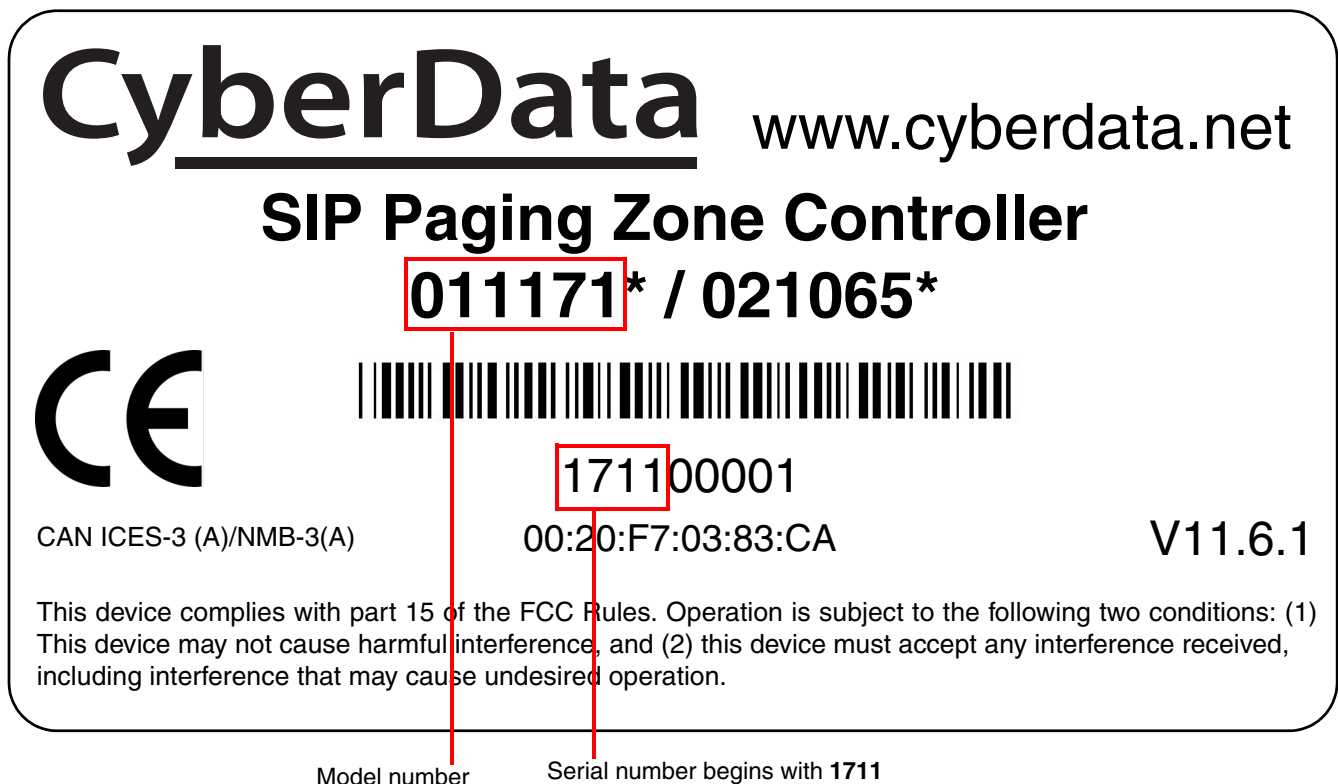 CyberData www.cyberdata.net
SIP Paging Zone Controller
011171* / 021065*
CE
171100001
CAN ICES-3 (A)/NMB-3(A) 00:20:F7:03:83:CA V11.6.1
This device complies with part 15 of the FCC Rules. Operation is subject to the following two conditions: (1)
This device may not cause harmful interference, and (2) this device must accept any interference received,
including interference that may cause undesired operation.
Model number Serial number begins with 1711